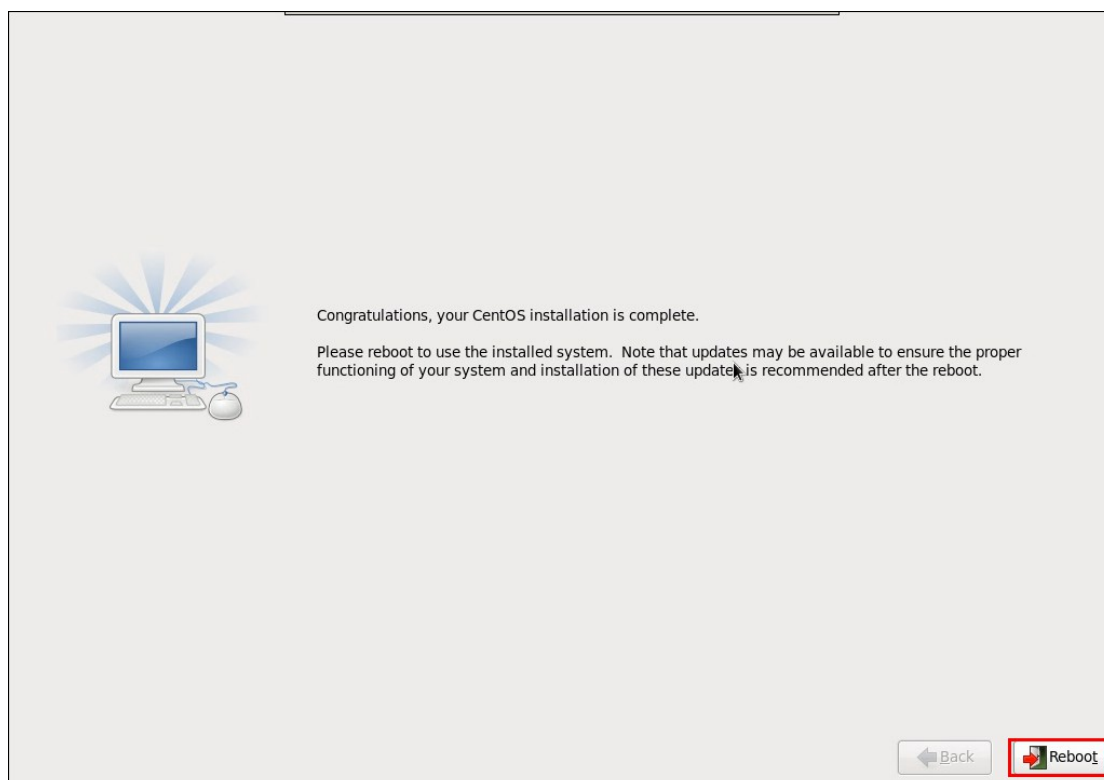 Congratulations, your CentOS installation is complete.
Please reboot to use the installed system.  Note that updates may be available to ensure the proper
functioning of your system and installation of these updates is recommended after the reboot.
Back
Reboot